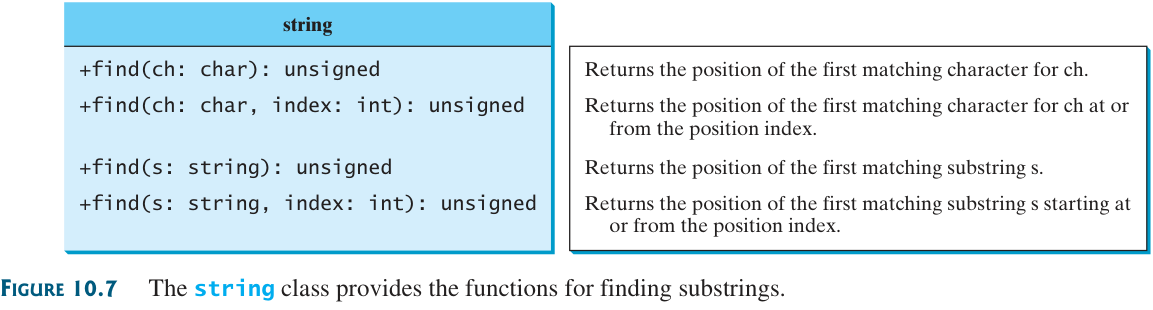 string
+find(ch: char): unsigned
Returns the position of the first matching character for ch.
+find(ch: char, index: int): unsigned
Returns the position of the first matching character for ch at or
from the position index.
+find(s: string): unsigned
Returns the position of the first matching substring s.
+find(s: string, index: int): unsigned
Returns the position of the first matching substring s starting at
or from the position index.
FIGURE 10.7 The string class provides the functions for finding substrings.